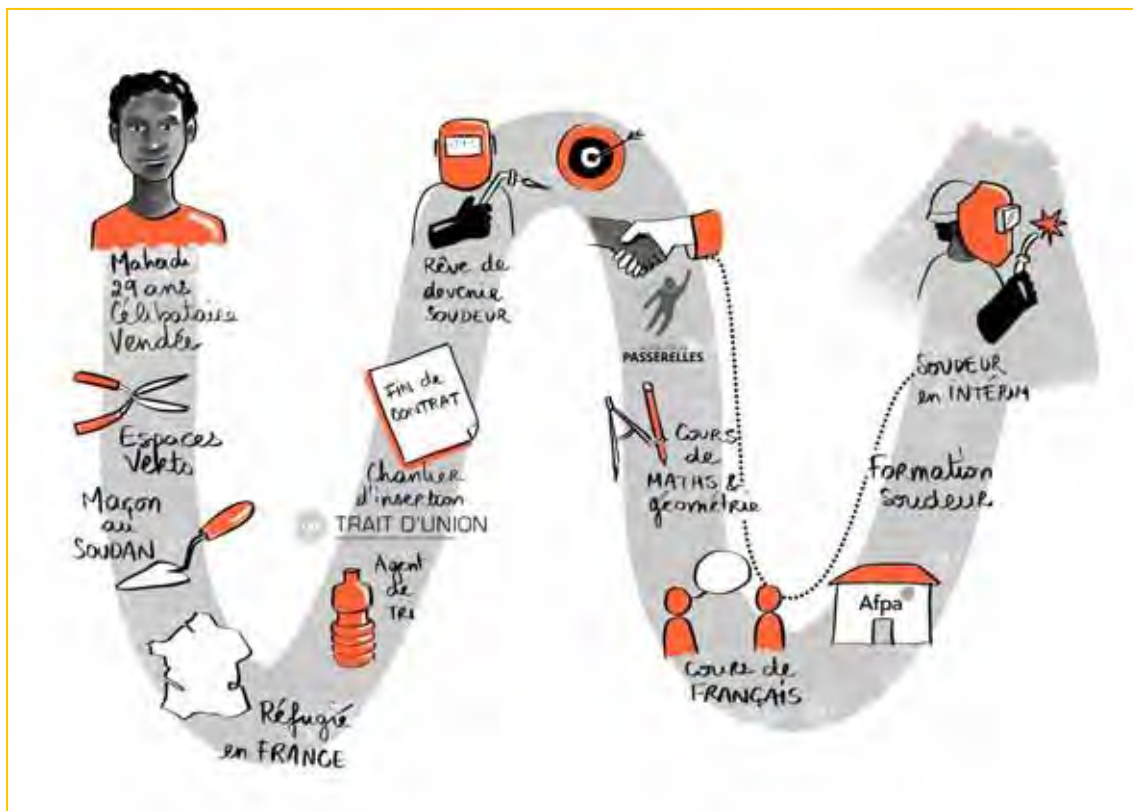 Mahadi
29 ans
Célibataire
Vendée
Espaces
Verts
Maçon
au
SOUDAN
Réfugié
en FRANCE
Agent
de
TRI
TRAIT D'UNION
Chantier
d'insertion
FIN de
CONTRAT
Rêve de
devenir
SOUDEUR
PASSERELLES
COURS
de
MATHS &
géométrie
Cours de
FRANÇAIS
Afpa
Formation
Soudeur
SOUDEUR
en INTÉRIM